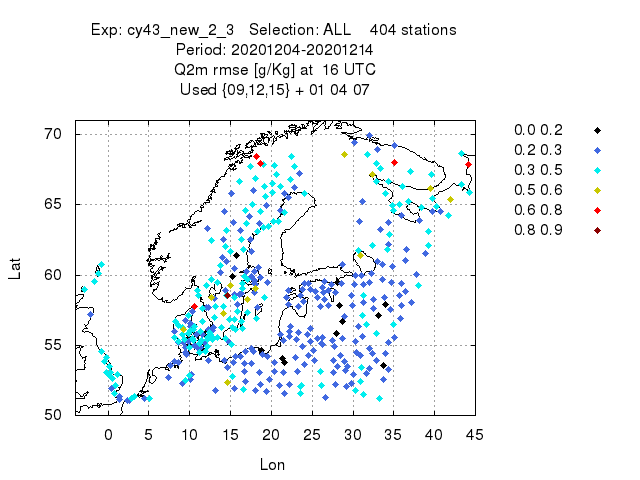 Exp: cy43_new_2_3   Selection: ALL    404 stations
Period: 20201204-20201214
Q2m rmse [g/Kg] at  16 UTC
Used {09,12,15} + 01 04 07
0.0 0.2
0.2 0.3
0.3 0.5
0.5 0.6
0.6 0.8
0.8 0.9
70
65
60
55
50
Lat
0 5 10 15 20 25 30 35 40 45
Lon